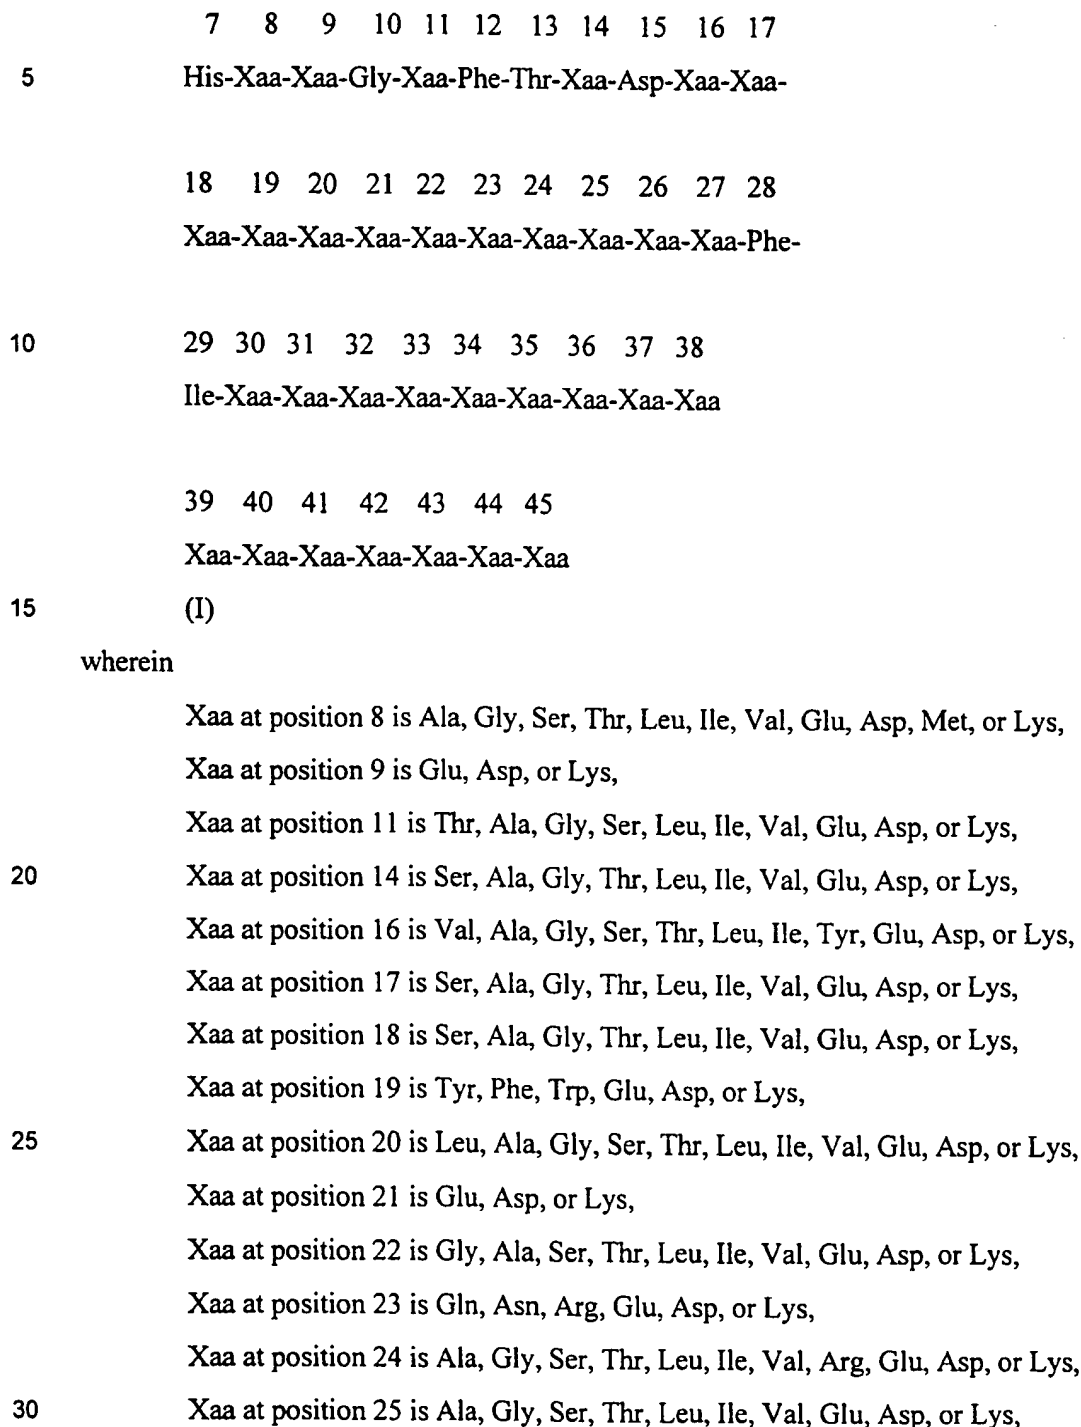 7 8 9 10 11 12 13 14 15 16 17
5 His-Xaa-Xaa-Gly-Xaa-Phe-Thr-Xaa-Asp-Xaa-Xaa-
18 19 20 21 22 23 24 25 26 27 28
Xaa-Xaa-Xaa-Xaa-Xaa-Xaa-Xaa-Xaa-Xaa-Xaa-Phe-
10 29 30 31 32 33 34 35 36 37 38
Ile-Xaa-Xaa-Xaa-Xaa-Xaa-Xaa-Xaa-Xaa-Xaa
39 40 41 42 43 44 45
Xaa-Xaa-Xaa-Xaa-Xaa-Xaa-Xaa
15 (I)
wherein
Xaa at position 8 is Ala, Gly, Ser, Thr, Leu, Ile, Val, Glu, Asp, Met, or Lys,
Xaa at position 9 is Glu, Asp, or Lys,
Xaa at position 11 is Thr, Ala, Gly, Ser, Leu, Ile, Val, Glu, Asp, or Lys,
20 Xaa at position 14 is Ser, Ala, Gly, Thr, Leu, Ile, Val, Glu, Asp, or Lys,
Xaa at position 16 is Val, Ala, Gly, Ser, Thr, Leu, Ile, Tyr, Glu, Asp, or Lys,
Xaa at position 17 is Ser, Ala, Gly, Thr, Leu, Ile, Val, Glu, Asp, or Lys,
Xaa at position 18 is Ser, Ala, Gly, Thr, Leu, Ile, Val, Glu, Asp, or Lys,
Xaa at position 19 is Tyr, Phe, Trp, Glu, Asp, or Lys,
25 Xaa at position 20 is Leu, Ala, Gly, Ser, Thr, Leu, Ile, Val, Glu, Asp, or Lys,
Xaa at position 21 is Glu, Asp, or Lys,
Xaa at position 22 is Gly, Ala, Ser, Thr, Leu, Ile, Val, Glu, Asp, or Lys,
Xaa at position 23 is Gln, Asn, Arg, Glu, Asp, or Lys,
Xaa at position 24 is Ala, Gly, Ser, Thr, Leu, Ile, Val, Arg, Glu, Asp, or Lys,
30 Xaa at position 25 is Ala, Gly, Ser, Thr, Leu, Ile, Val, Glu, Asp, or Lys,